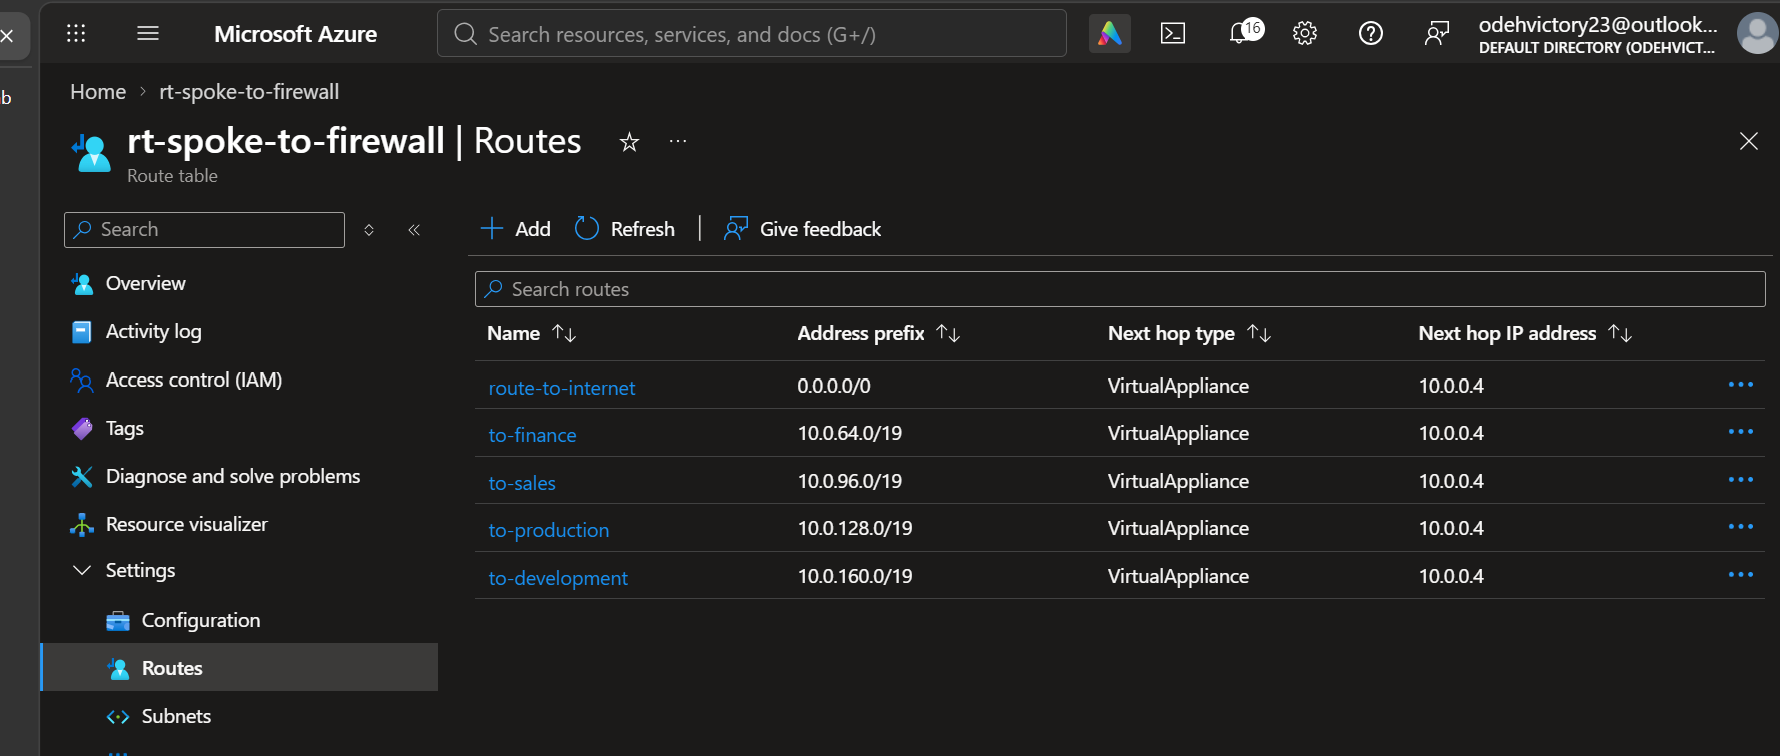 b
Microsoft Azure
Search resources, services, and docs (G+/)
16
odehvictory23@outlook...
DEFAULT DIRECTORY (ODEHVICT...
Home > rt-spoke-to-firewall
rt-spoke-to-firewall | Routes
Route table
Search
Add Refresh | Give feedback
Search routes
Overview
Activity log
Access control (IAM)
Tags
Diagnose and solve problems
Resource visualizer
Settings
Configuration
Routes
Subnets
Name Address prefix Next hop type Next hop IP address
route-to-internet 0.0.0.0/0 VirtualAppliance 10.0.0.4
to-finance 10.0.64.0/19 VirtualAppliance 10.0.0.4
to-sales 10.0.96.0/19 VirtualAppliance 10.0.0.4
to-production 10.0.128.0/19 VirtualAppliance 10.0.0.4
to-development 10.0.160.0/19 VirtualAppliance 10.0.0.4